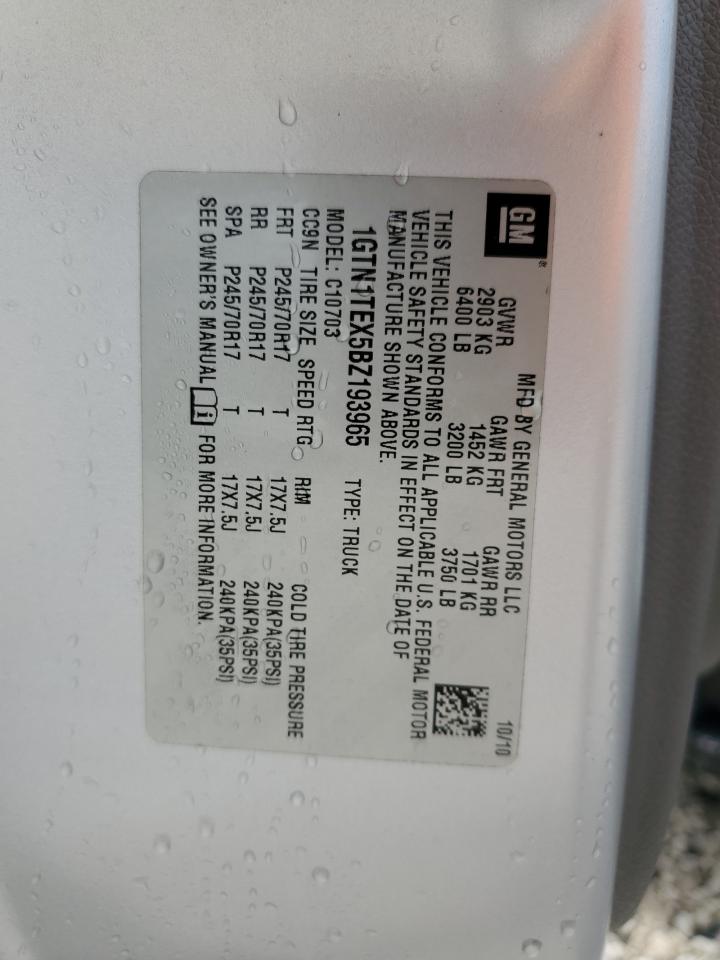 GM®
MFD BY GENERAL MOTORS LLC 10/10
GVWR GAWR FRT GAWR RR
2903 KG 1452 KG 1701 KG
6400 LB 3200 LB 3750 LB
THIS VEHICLE CONFORMS TO ALL APPLICABLE U.S. FEDERAL MOTOR
VEHICLE SAFETY STANDARDS IN EFFECT ON THE DATE OF
MANUFACTURE SHOWN ABOVE.
1GTN1TEX5BZ193965 TYPE: TRUCK
MODEL: C10703
CC9N TIRE SIZE SPEED RTG RIM COLD TIRE PRESSURE
FRT P245/70R17 T 17X7.5J 240KPA(35PSI)
RR P245/70R17 T 17X7.5J 240KPA(35PSI)
SPA P245/70R17 T 17X7.5J 240KPA(35PSI)
SEE OWNER'S MANUAL i FOR MORE INFORMATION.